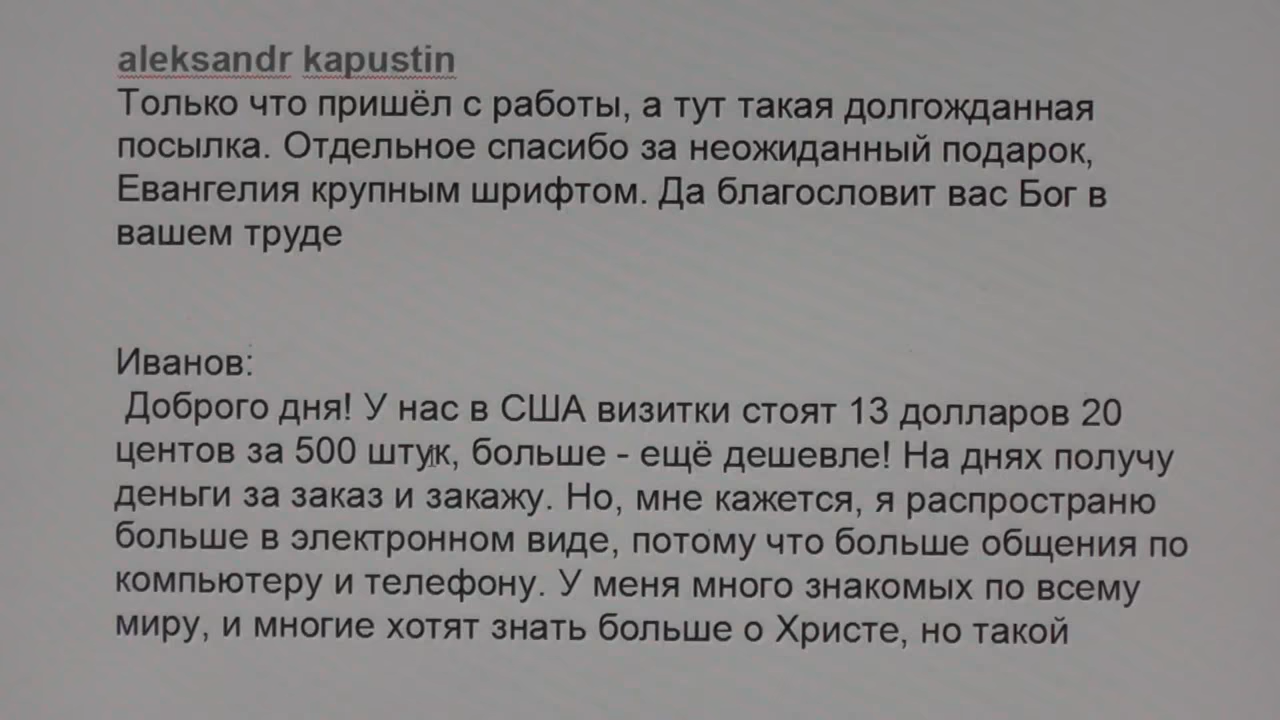 aleksandr kapustin
Только что пришёл с работы, а тут такая долгожданная
посылка. Отдельное спасибо за неожиданный подарок,
Евангелия крупным шрифтом. Да благословит вас Бог в
вашем труде
Иванов:
Доброго дня! У нас в США визитки стоят 13 долларов 20
центов за 500 штук, больше - ещё дешевле! На днях получу
деньги за заказ и закажу. Но, мне кажется, я распространю
больше в электронном виде, потому что больше общения по
компьютеру и телефону. У меня много знакомых по всему
миру, и многие хотят знать больше о Христе, но такой